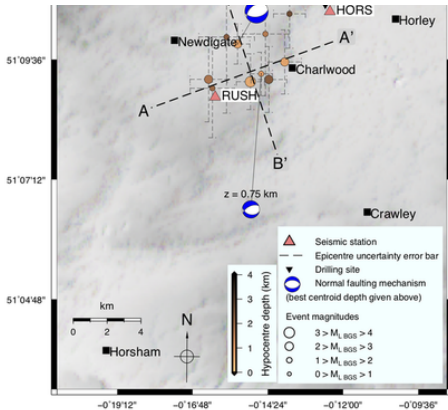 HORS
Horley
Newdigate
51°09'36"
A'
Charlwood
RUSH
A
B'
51°07'12"
z = 0.75 km
Crawley
Seismic station
Epicentre uncertainty error bar
Drilling site
Normal faulting mechanism
(best centroid depth given above)
51°04'48"
km
0 2 4
N
Hypocentre depth (km)
4
3
2
1
0
Event magnitudes
3 > M L BGS > 4
2 > M L BGS > 3
1 > M L BGS > 2
0 > M L BGS > 1
Horsham
−0°19'12" −0°16'48" −0°14'24" −0°12'00" −0°09'36"